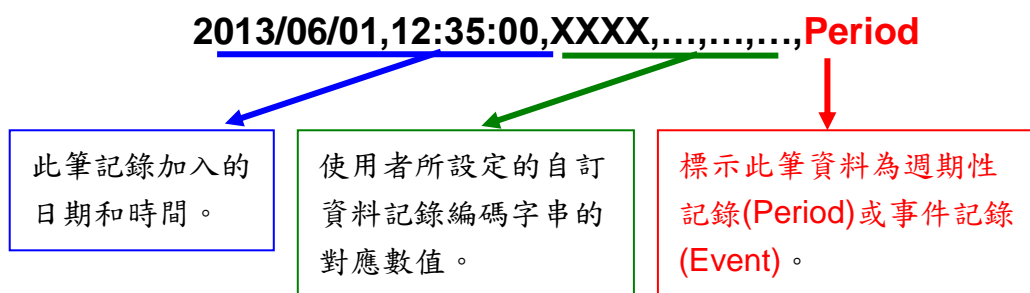 2013/06/01,12:35:00,XXXX,…,…,…,Period
此筆記錄加入的
日期和時間。
使用者所設定的自訂
資料記錄編碼字串的
對應數值。
標示此筆資料為週期性
記錄(Period)或事件記錄
(Event)。